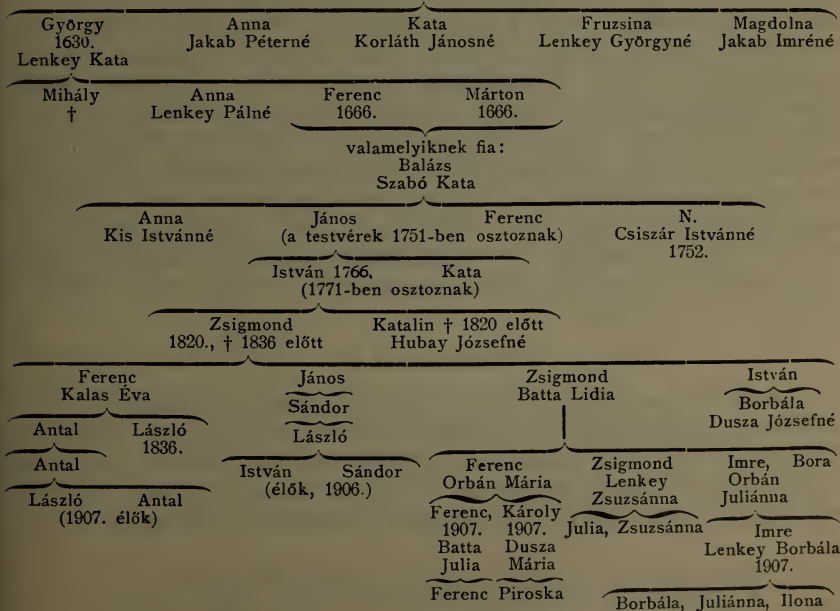 György Anna Kata Fruzsina Magdolna
1630. Jakab Péterné Korláth Jánosné Lenkey Györgyné Jakab Imréné
Lenkey Kata
Mihály Anna Ferenc Márton
† Lenkey Pálné 1666. 1666.
valamelyiknek fia:
Balázs
Szabó Kata
Anna János Ferenc N.
Kis Istvánné (a testvérek 1751-ben osztoznak) Csiszár Istvánné
1752.
István 1766. Kata
(1771-ben osztoznak)
Zsigmond Katalin † 1820 előtt
1820., † 1836 előtt Hubay Józsefné
Ferenc János Zsigmond István
Kalas Éva Batta Lidia
Sándor Borbála
Dusza Józsefné
Antal László László
1836.
Antal István Sándor
(élők, 1906.)
László Antal
(1907. élők)
Ferenc Zsigmond Imre, Bora
Orbán Mária Lenkey Orbán
Zsuzsánna Juliánna
Ferenc, Károly Julia, Zsuzsánna Imre
1907. 1907. Lenkey Borbála
Batta Dusza 1907.
Julia Mária
Ferenc Piroska Borbála, Juliánna, Ilona